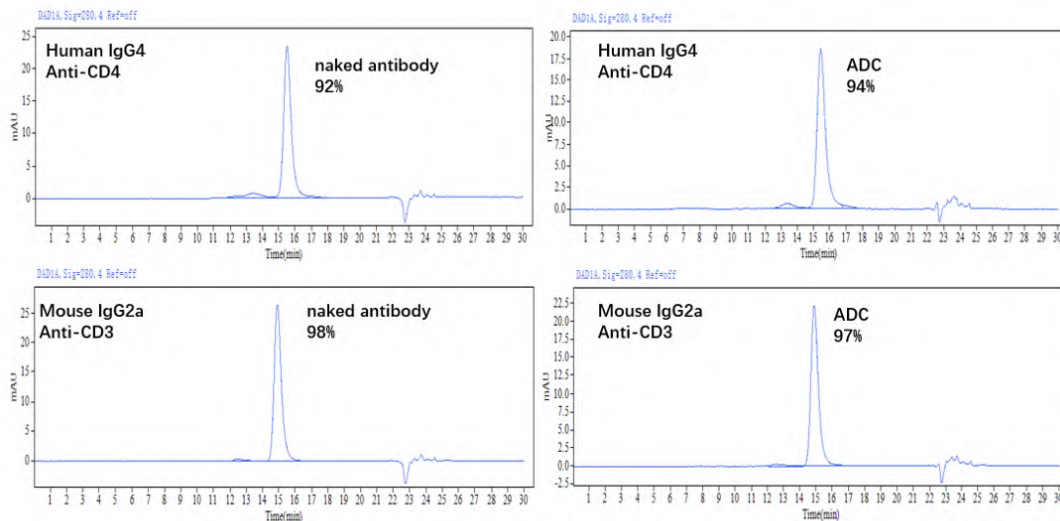 DAD1A,Sig=280,4 Ref=off
25
20
15
10
5
0
mAU
Human IgG4
Anti-CD4
naked antibody
92%
1 2 3 4 5 6 7 8 9 10 11 12 13 14 15 16 17 18 19 20 21 22 23 24 25 26 27 28 29 30
Time(min)
DAD1A,Sig=280,4 Ref=off
20.0
17.5
15.0
12.5
10.0
7.5
5.0
2.5
0.0
mAU
Human IgG4
Anti-CD4
ADC
94%
1 2 3 4 5 6 7 8 9 10 11 12 13 14 15 16 17 18 19 20 21 22 23 24 25 26 27 28 29 30
Time(min)
DAD1A,Sig=280,4 Ref=off
25
20
15
10
5
0
mAU
Mouse IgG2a
Anti-CD3
naked antibody
98%
1 2 3 4 5 6 7 8 9 10 11 12 13 14 15 16 17 18 19 20 21 22 23 24 25 26 27 28 29 30
Time(min)
DAD1A,Sig=280,4 Ref=off
22.5
20.0
17.5
15.0
12.5
10.0
7.5
5.0
2.5
0.0
-2.5
mAU
Mouse IgG2a
Anti-CD3
ADC
97%
1 2 3 4 5 6 7 8 9 10 11 12 13 14 15 16 17 18 19 20 21 22 23 24 25 26 27 28 29 30
Time(min)